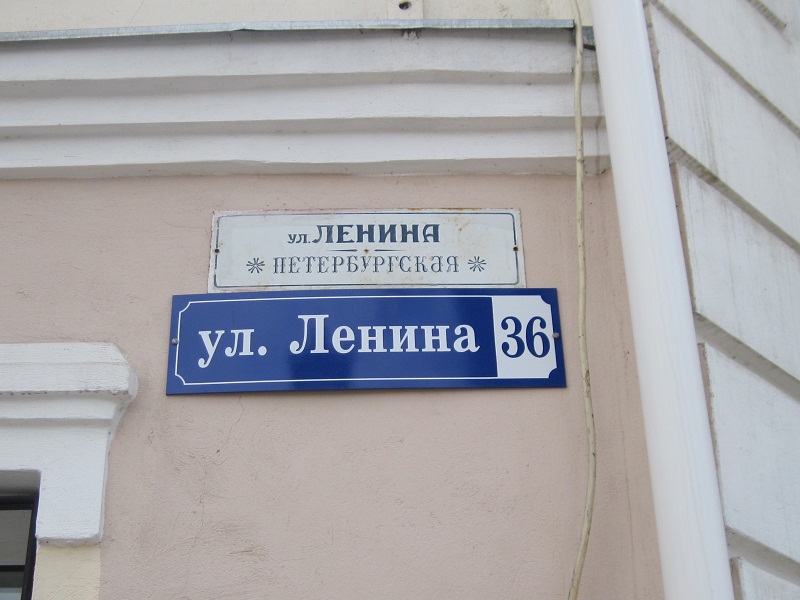 ул. ЛЕНИНА
* ПЕТЕРБУРГСКАЯ *
ул. Ленина 36